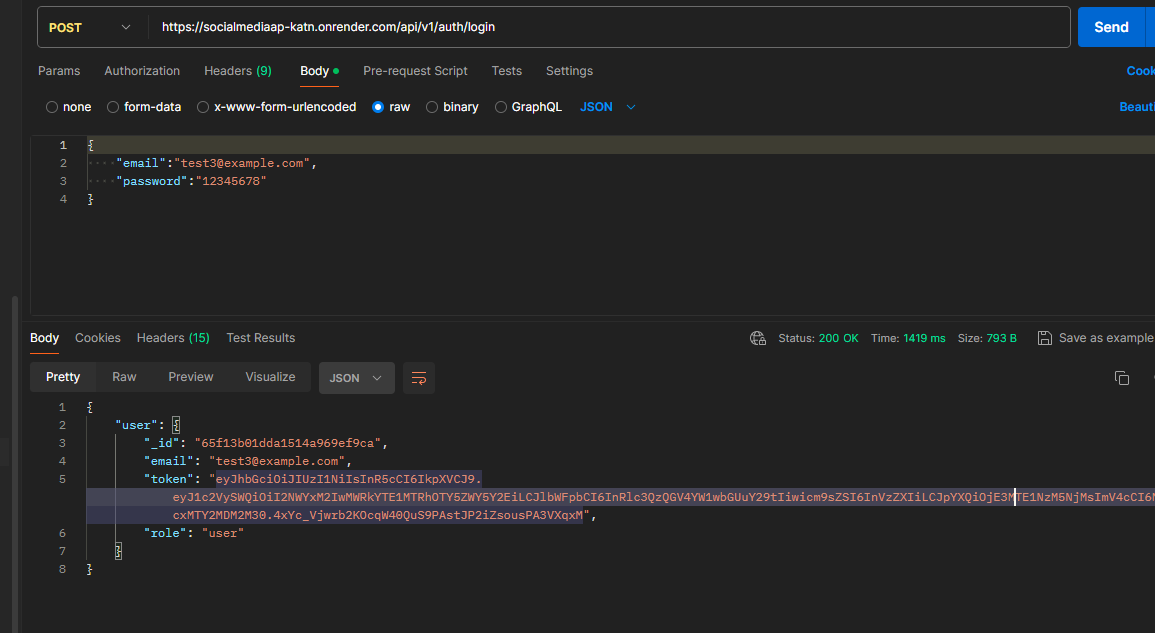 POST https://socialmediaap-katn.onrender.com/api/v1/auth/login Send
Params Authorization Headers (9) Body Pre-request Script Tests Settings Cook
none form-data x-www-form-urlencoded raw binary GraphQL JSON Beauti
1 {
2 "email":"test3@example.com",
3 "password":"12345678"
4 }
Body Cookies Headers (15) Test Results Status: 200 OK Time: 1419 ms Size: 793 B Save as example
Pretty Raw Preview Visualize JSON
1 {
2 "user": {
3 "_id": "65f13b01dda1514a969ef9ca",
4 "email": "test3@example.com",
5 "token": "eyJhbGciOiJIUzI1NiIsInR5cCI6IkpXVCJ9.
eyJ1c2VySWQiOiI2NWYxM2IwMWRkYTE1MTRhOTY5ZWY5Y2EiLCJlbWFpbCI6InRlc3QzQGV4YW1wbGUuY29tIiwicm9sZSI6InVzZXIiLCJpYXQiOjE3MTE1NzM5NjMsImV4cCI6M
cxMTY2MDM2M30.4xYc_Vjwrb2KOcqW40QuS9PAstJP2iZsousPA3VXqxM",
6 "role": "user"
7 }
8 }